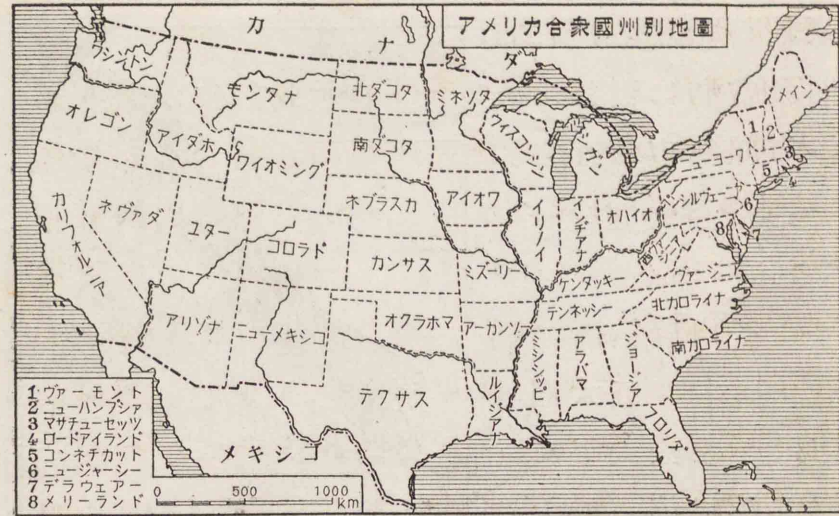 アメリカ合衆國州別地圖
カナダ
ワシントン
モンタナ
北ダコタ
ミネソタ
メイン
オレゴン
アイダホ
南ダコタ
ウィスコンシン
ミシガン
1
2
3
ワイオミング
ニューヨーク
5
4
カリフォルニア
ネヴァダ
ユター
ネブラスカ
アイオワ
イリノイ
インヂアナ
オハイオ
ペンシルヴェニア
6
コロラド
カンサス
ミズーリー
8
7
ケンタッキー
アリゾナ
ニューメキシコ
オクラホマ
アーカンソー
テンネッシー
北カロライナ
南カロライナ
テクサス
ルイジアナ
ミシシッピ
アラバマ
ジョージア
フロリダ
メキシコ
1 ヴァーモント
2 ニューハンプシア
3 マサチューセッツ
4 ロードアイランド
5 コンネチカット
6 ニュージャーシー
7 デラウェアー
8 メリーランド
0 500 1000
km